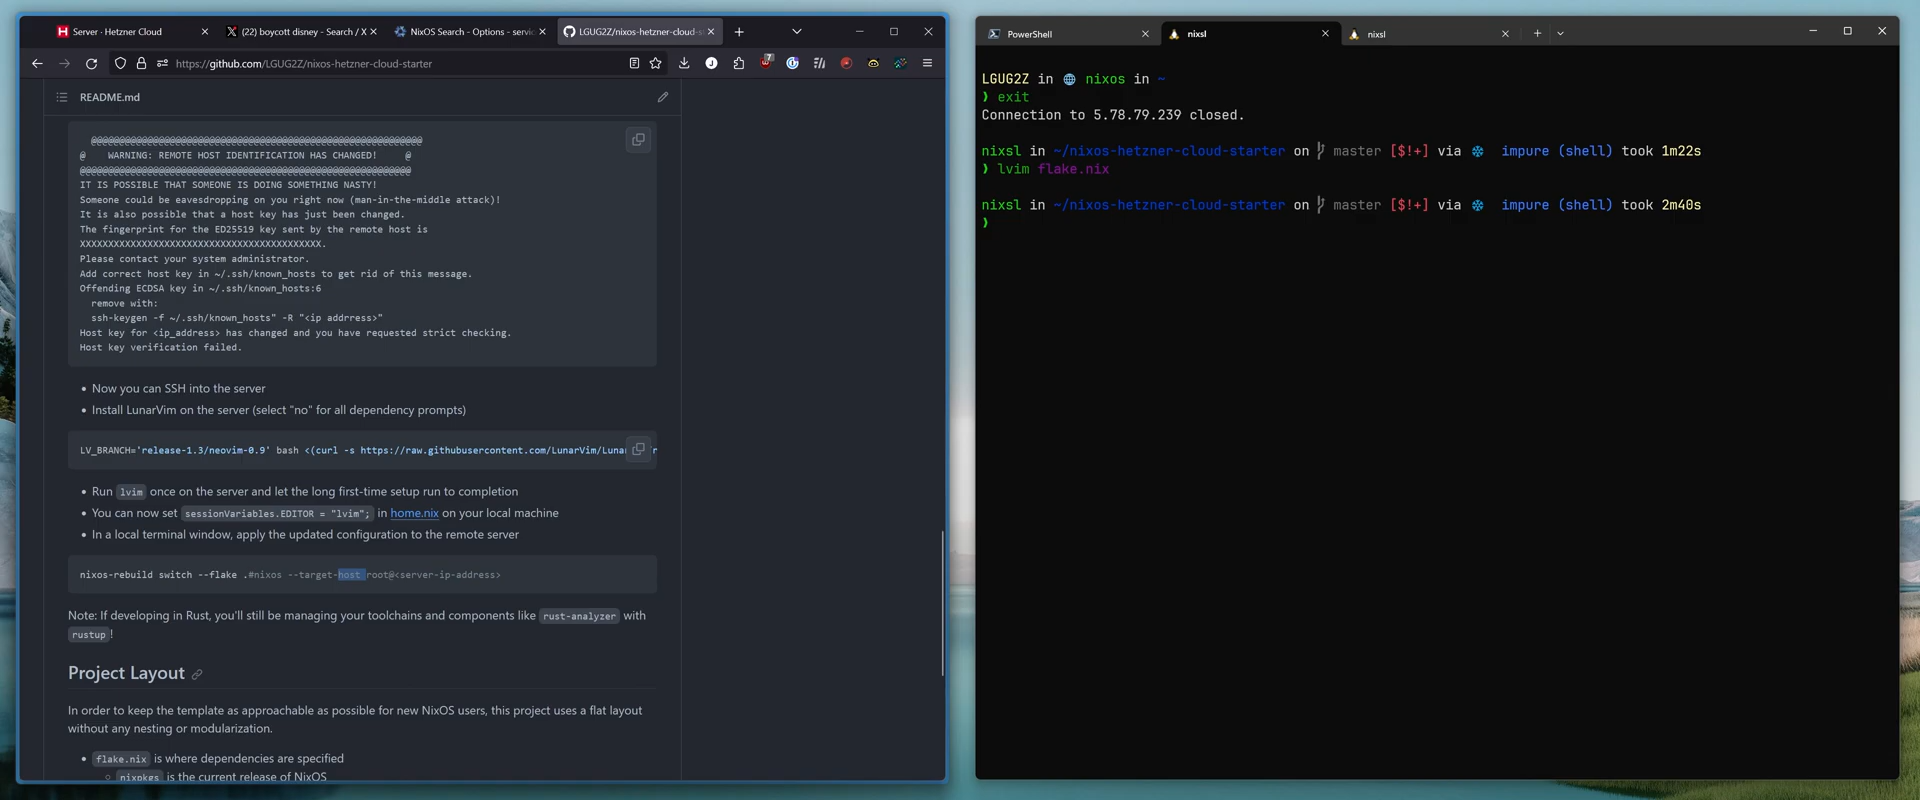 Server · Hetzner Cloud
(22) boycott disney - Search / X
NixOS Search - Options - servic
LGUG2Z/nixos-hetzner-cloud-st
https://github.com/LGUG2Z/nixos-hetzner-cloud-starter
README.md
@@@@@@@@@@@@@@@@@@@@@@@@@@@@@@@@@@@@@@@@@@@@@@@@@@@@@@@@@@@
@ WARNING: REMOTE HOST IDENTIFICATION HAS CHANGED! @
@@@@@@@@@@@@@@@@@@@@@@@@@@@@@@@@@@@@@@@@@@@@@@@@@@@@@@@@@@@
IT IS POSSIBLE THAT SOMEONE IS DOING SOMETHING NASTY!
Someone could be eavesdropping on you right now (man-in-the-middle attack)!
It is also possible that a host key has just been changed.
The fingerprint for the ED25519 key sent by the remote host is
XXXXXXXXXXXXXXXXXXXXXXXXXXXXXXXXXXXXXXXXXXX.
Please contact your system administrator.
Add correct host key in ~/.ssh/known_hosts to get rid of this message.
Offending ECDSA key in ~/.ssh/known_hosts:6
remove with:
ssh-keygen -f ~/.ssh/known_hosts" -R "<ip addrress>"
Host key for <ip_address> has changed and you have requested strict checking.
Host key verification failed.
• Now you can SSH into the server
• Install LunarVim on the server (select "no" for all dependency prompts)
LV_BRANCH='release-1.3/neovim-0.9' bash <(curl -s https://raw.githubusercontent.com/LunarVim/Luna
• Run lvim once on the server and let the long first-time setup run to completion
• You can now set sessionVariables.EDITOR = "lvim"; in home.nix on your local machine
• In a local terminal window, apply the updated configuration to the remote server
nixos-rebuild switch --flake .#nixos --target-host root@<server-ip-address>
Note: If developing in Rust, you'll still be managing your toolchains and components like rust-analyzer with
rustup!
Project Layout
In order to keep the template as approachable as possible for new NixOS users, this project uses a flat layout
without any nesting or modularization.
• flake.nix is where dependencies are specified
○ nixpkgs is the current release of NixOS
PowerShell
nixsl
nixsl
LGUG2Z in nixos in ~
❯ exit
Connection to 5.78.79.239 closed.
nixsl in ~/nixos-hetzner-cloud-starter on master [$!+] via impure (shell) took 1m22s
❯ lvim flake.nix
nixsl in ~/nixos-hetzner-cloud-starter on master [$!+] via impure (shell) took 2m40s
❯